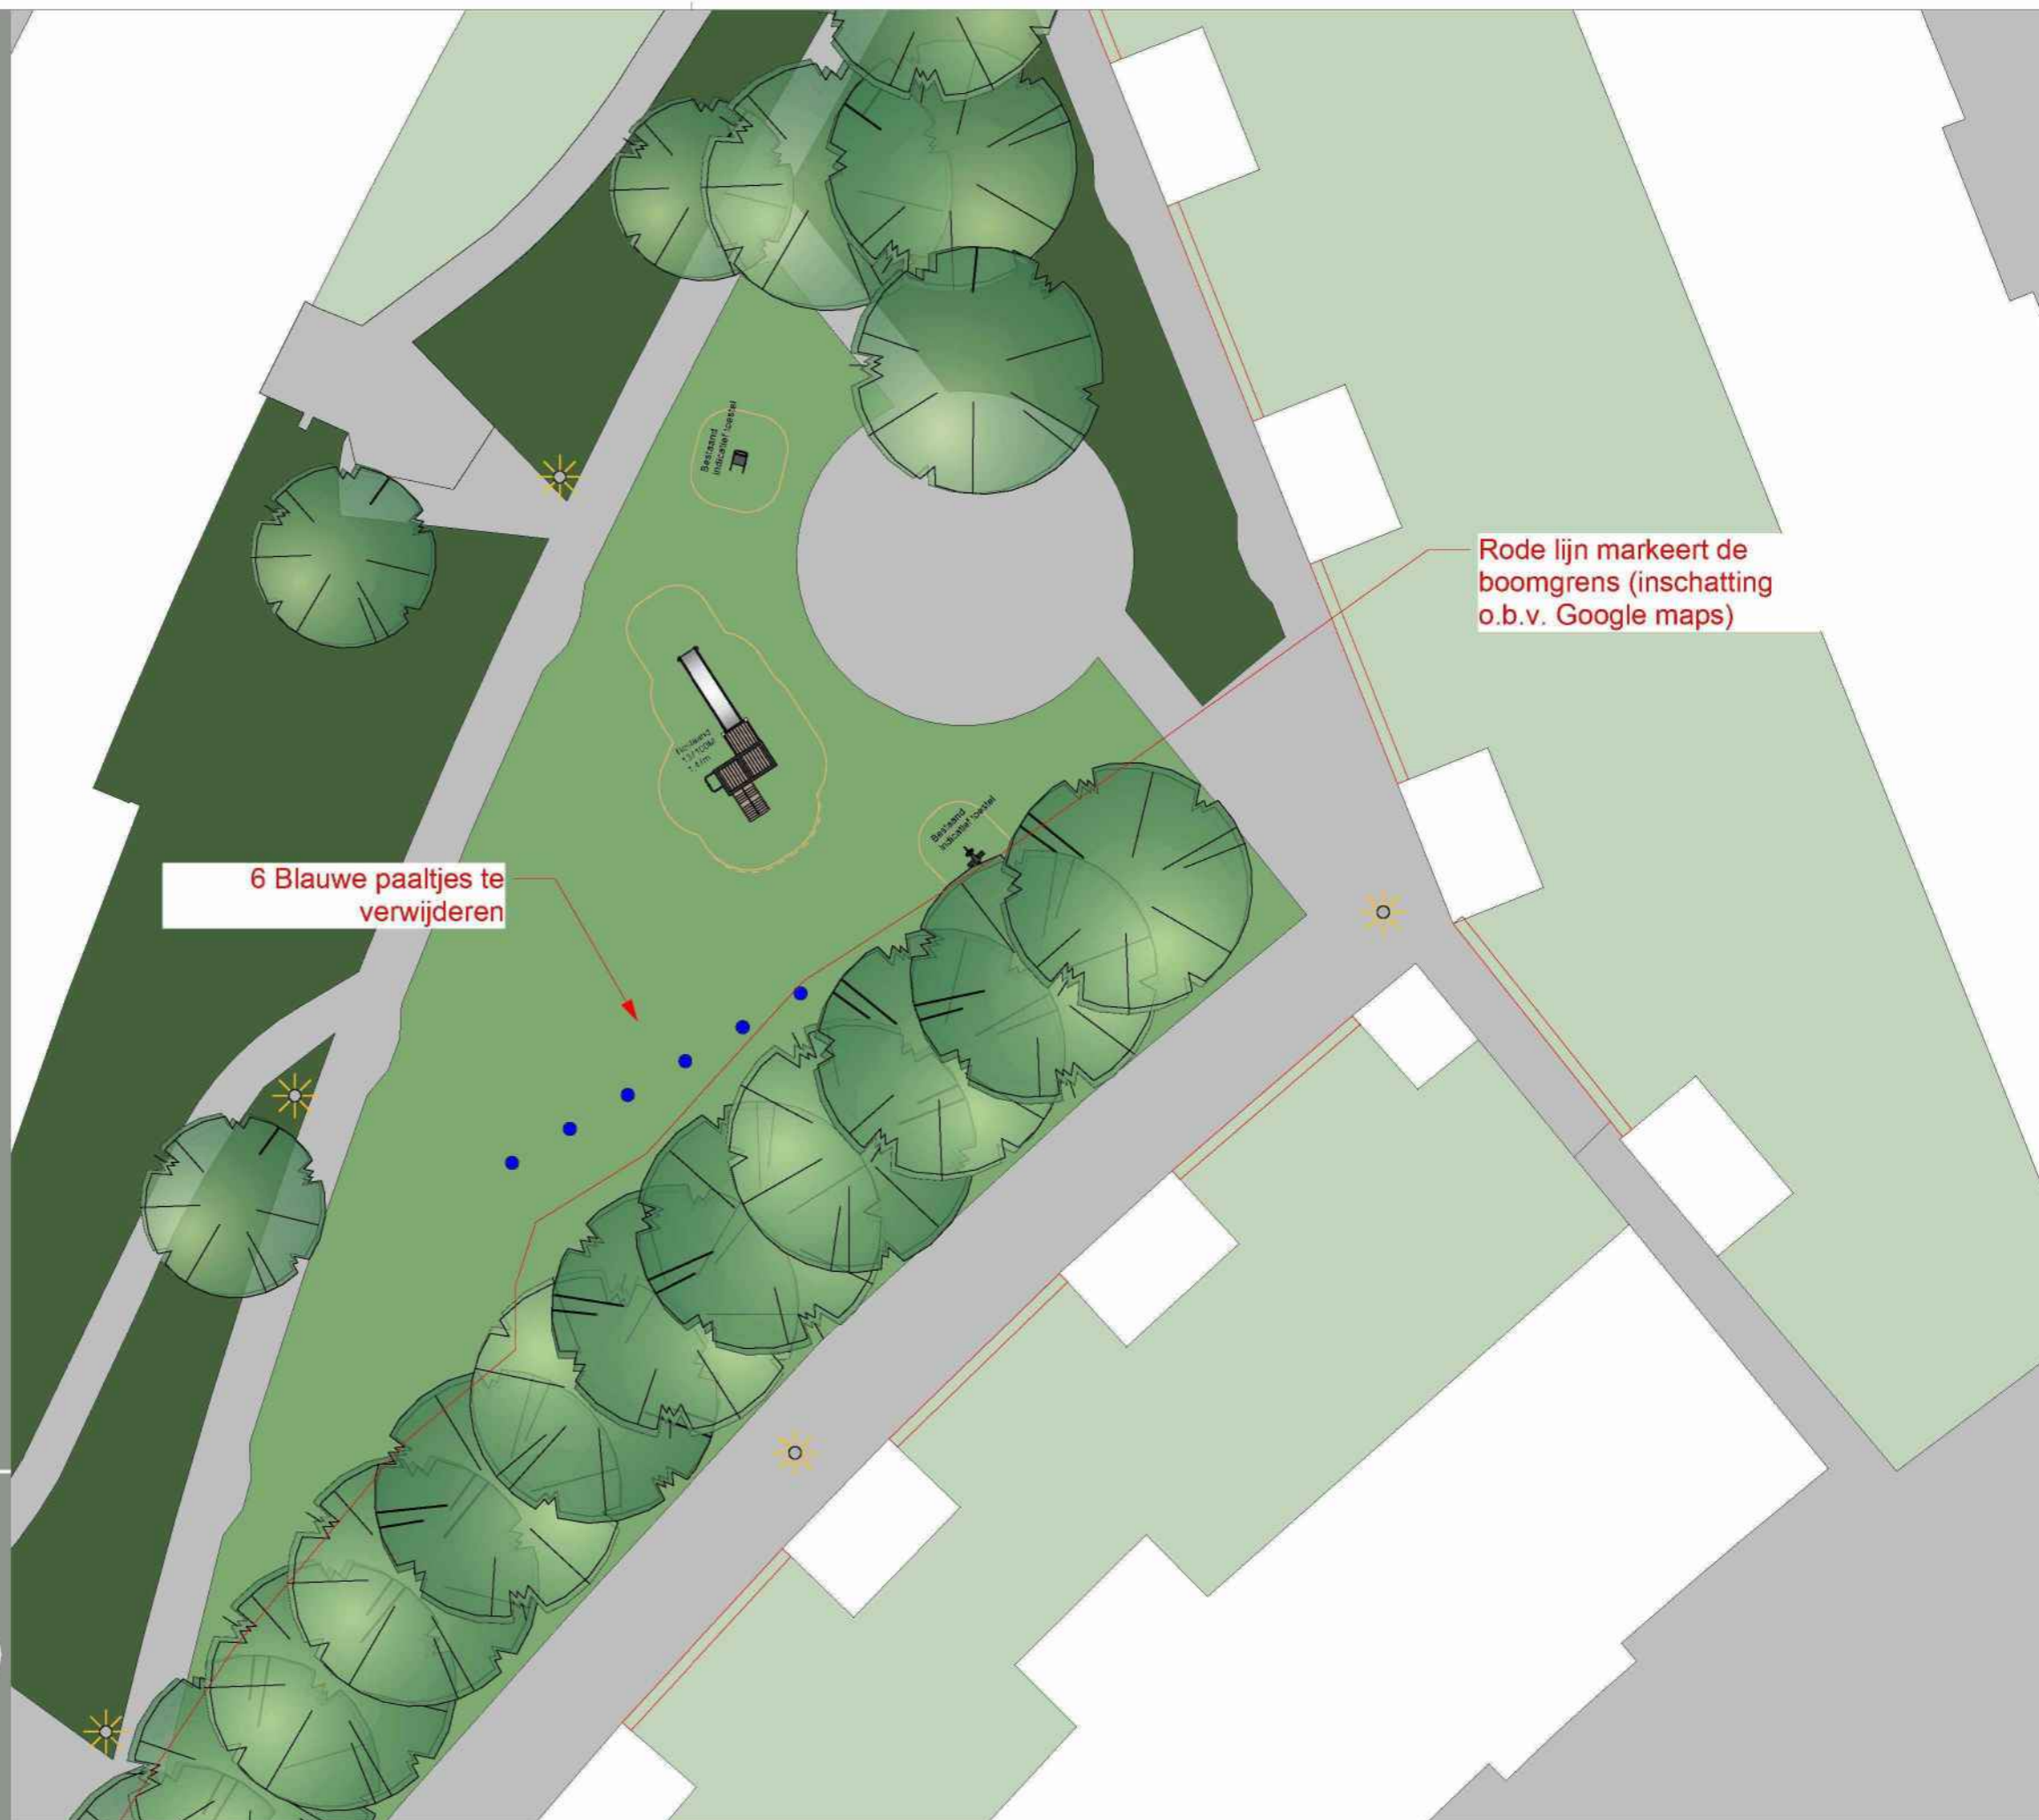 Bestaand
indicatief toestel
Rode lijn markeert de
boomgrens (inschatting
o.b.v. Google maps)
Bestaand
indicatief toestel
6 Blauwe paaltjes te
verwijderen